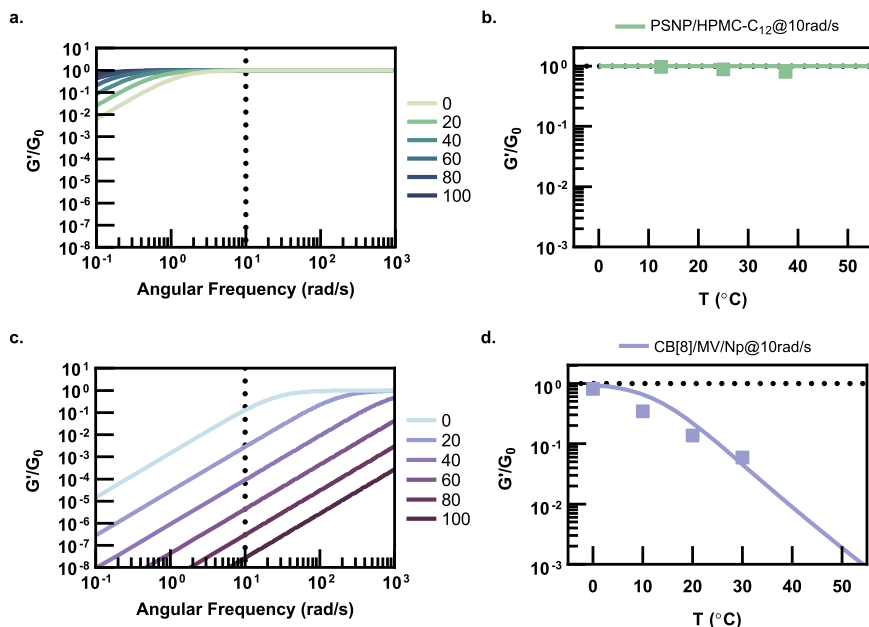 a.
G'/G₀
10¹
10⁰
10⁻¹
10⁻²
10⁻³
10⁻⁴
10⁻⁵
10⁻⁶
10⁻⁷
10⁻⁸
10⁻¹ 10⁰ 10¹ 10² 10³
Angular Frequency (rad/s)
0
20
40
60
80
100
b.
PSNP/HPMC-C₁₂@10rad/s
G'/G₀
10⁰
10⁻¹
10⁻²
10⁻³
0 10 20 30 40 50
T (°C)
c.
G'/G₀
10¹
10⁰
10⁻¹
10⁻²
10⁻³
10⁻⁴
10⁻⁵
10⁻⁶
10⁻⁷
10⁻⁸
10⁻¹ 10⁰ 10¹ 10² 10³
Angular Frequency (rad/s)
0
20
40
60
80
100
d.
CB[8]/MV/Np@10rad/s
G'/G₀
10⁰
10⁻¹
10⁻²
10⁻³
0 10 20 30 40 50
T (°C)